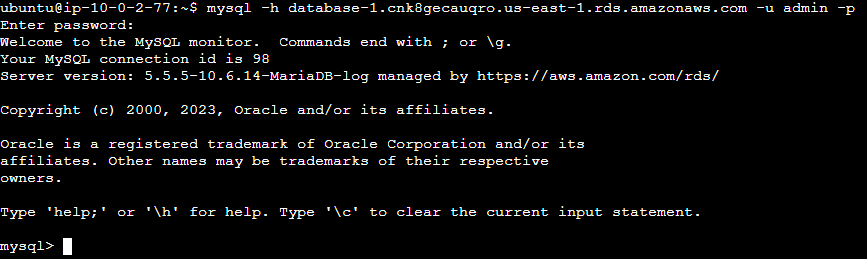 ubuntu@ip-10-0-2-77:~$ mysql -h database-1.cnk8gecauqro.us-east-1.rds.amazonaws.com -u admin -p
Enter password:
Welcome to the MySQL monitor.  Commands end with ; or \g.
Your MySQL connection id is 98
Server version: 5.5.5-10.6.14-MariaDB-log managed by https://aws.amazon.com/rds/

Copyright (c) 2000, 2023, Oracle and/or its affiliates.

Oracle is a registered trademark of Oracle Corporation and/or its
affiliates. Other names may be trademarks of their respective
owners.

Type 'help;' or '\h' for help. Type '\c' to clear the current input statement.

mysql>